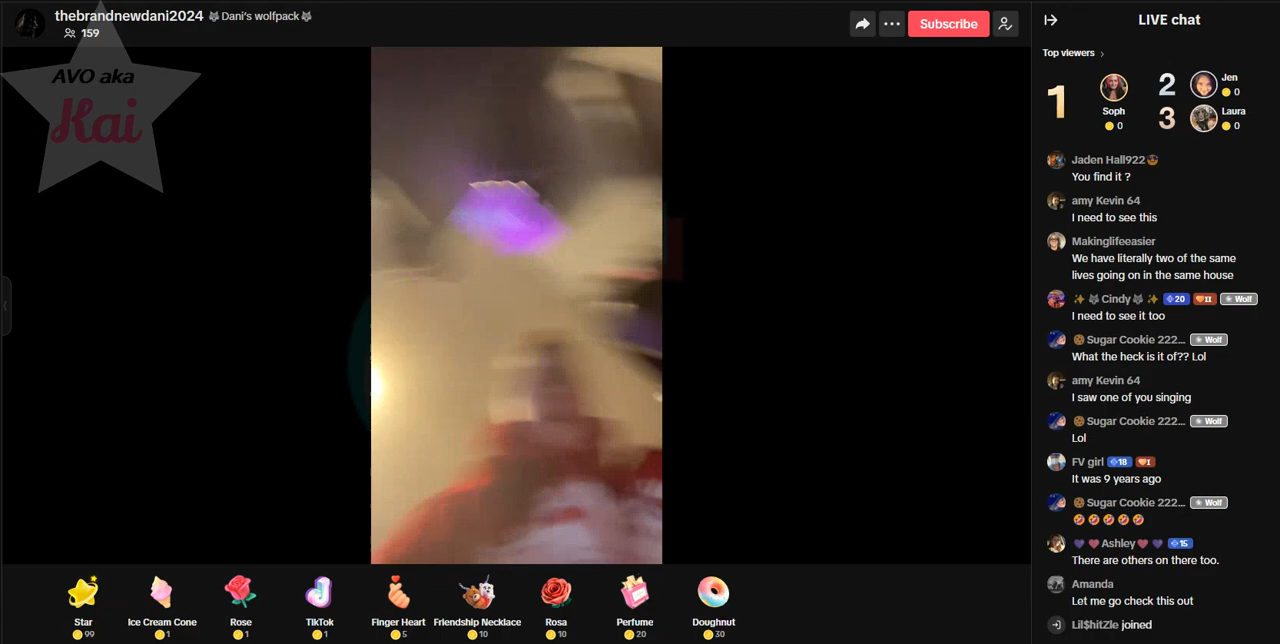 thebrandnewdani2024 🐺Dani's wolfpack🐺
159
Subscribe
AVO aka
Kai
LIVE chat
Top viewers
1
Soph
0
2
Jen
0
3
Laura
0
Jaden Hall922
You find it ?
amy Kevin 64
I need to see this
Makinglifeeasier
We have literally two of the same
lives going on in the same house
✨🐺Cindy🐺✨ 20 II Wolf
I need to see it too
🍪Sugar Cookie 222... Wolf
What the heck is it of?? Lol
amy Kevin 64
I saw one of you singing
🍪Sugar Cookie 222... Wolf
Lol
FV girl 18 I
It was 9 years ago
🍪Sugar Cookie 222... Wolf
🤣🤣🤣🤣🤣
💜❤️Ashley❤️💜 15
There are others on there too.
Amanda
Let me go check this out
Lil$hitZle joined
Star
99
Ice Cream Cone
1
Rose
1
TikTok
1
Finger Heart
5
Friendship Necklace
10
Rosa
10
Perfume
20
Doughnut
30